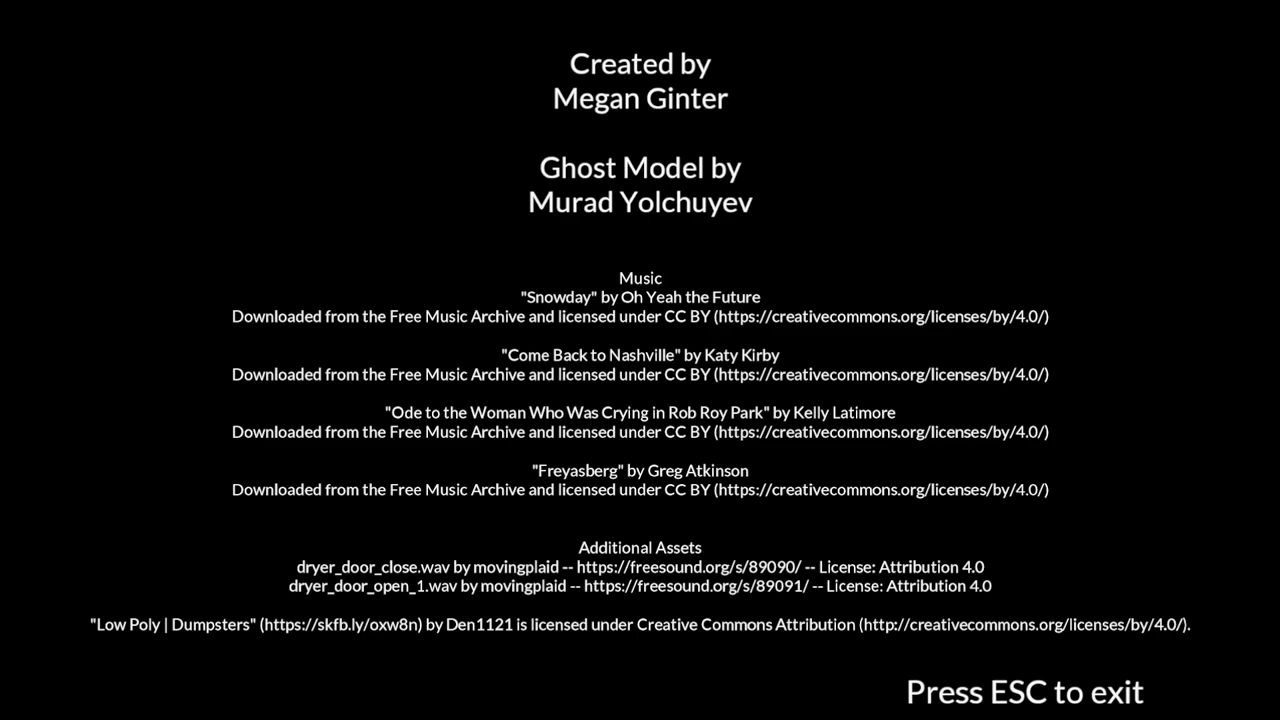 Created by
Megan Ginter
Ghost Model by
Murad Yolchuyev
Music
"Snowday" by Oh Yeah the Future
Downloaded from the Free Music Archive and licensed under CC BY (https://creativecommons.org/licenses/by/4.0/)
"Come Back to Nashville" by Katy Kirby
Downloaded from the Free Music Archive and licensed under CC BY (https://creativecommons.org/licenses/by/4.0/)
"Ode to the Woman Who Was Crying in Rob Roy Park" by Kelly Latimore
Downloaded from the Free Music Archive and licensed under CC BY (https://creativecommons.org/licenses/by/4.0/)
"Freyasberg" by Greg Atkinson
Downloaded from the Free Music Archive and licensed under CC BY (https://creativecommons.org/licenses/by/4.0/)
Additional Assets
dryer_door_close.wav by movingplaid -- https://freesound.org/s/89090/ -- License: Attribution 4.0
dryer_door_open_1.wav by movingplaid -- https://freesound.org/s/89091/ -- License: Attribution 4.0
"Low Poly | Dumpsters" (https://skfb.ly/oxw8n) by Den1121 is licensed under Creative Commons Attribution (http://creativecommons.org/licenses/by/4.0/).
Press ESC to exit